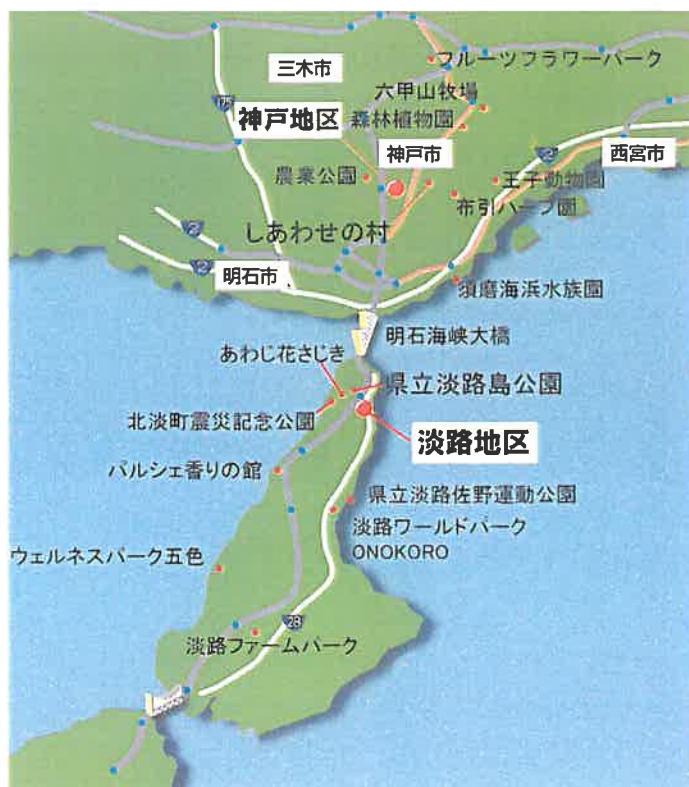 フルーツフラワーパーク
三木市
六甲山牧場
175
神戸地区
森林植物園
神戸市
西宮市
2
農業公園
王子動物園
布引ハーブ園
2
しあわせの村
2
明石市
須磨海浜水族園
明石海峡大橋
あわじ花さじき
県立淡路島公園
北淡町震災記念公園
淡路地区
パルシェ香りの館
県立淡路佐野運動公園
淡路ワールドパーク
ONOKORO
ウェルネスパーク五色
28
淡路ファームパーク